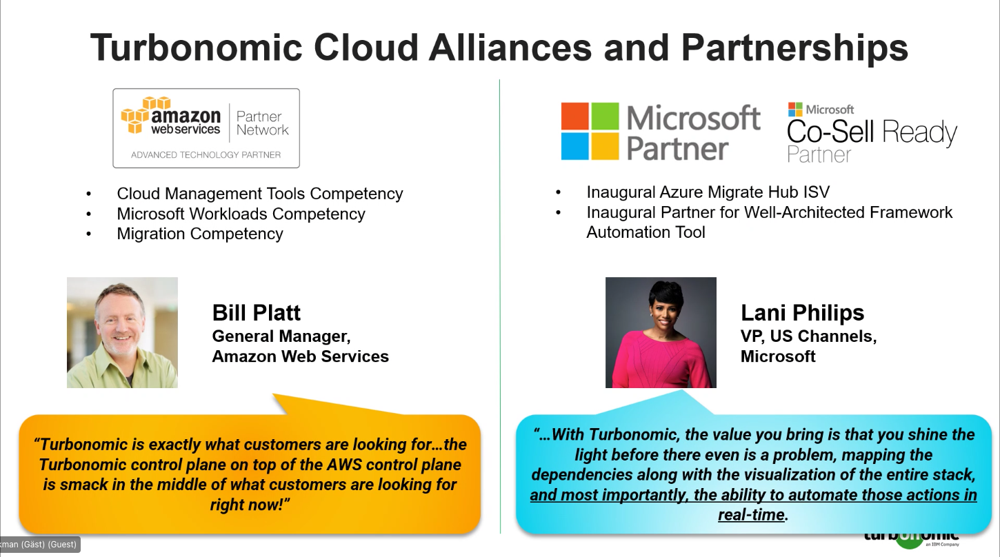 Turbonomic Cloud Alliances and Partnerships
amazon
web services
Partner
Network
ADVANCED TECHNOLOGY PARTNER
• Cloud Management Tools Competency
• Microsoft Workloads Competency
• Migration Competency
Bill Platt
General Manager,
Amazon Web Services
“Turbonomic is exactly what customers are looking for…the
Turbonomic control plane on top of the AWS control plane
is smack in the middle of what customers are looking for
right now!”
Microsoft
Partner
Microsoft
Co-Sell Ready
Partner
• Inaugural Azure Migrate Hub ISV
• Inaugural Partner for Well-Architected Framework
Automation Tool
Lani Philips
VP, US Channels,
Microsoft
“…With Turbonomic, the value you bring is that you shine the
light before there even is a problem, mapping the
dependencies along with the visualization of the entire stack,
and most importantly, the ability to automate those actions in
real-time.
turbonomic
an IBM Company
(Gäst) (Guest)